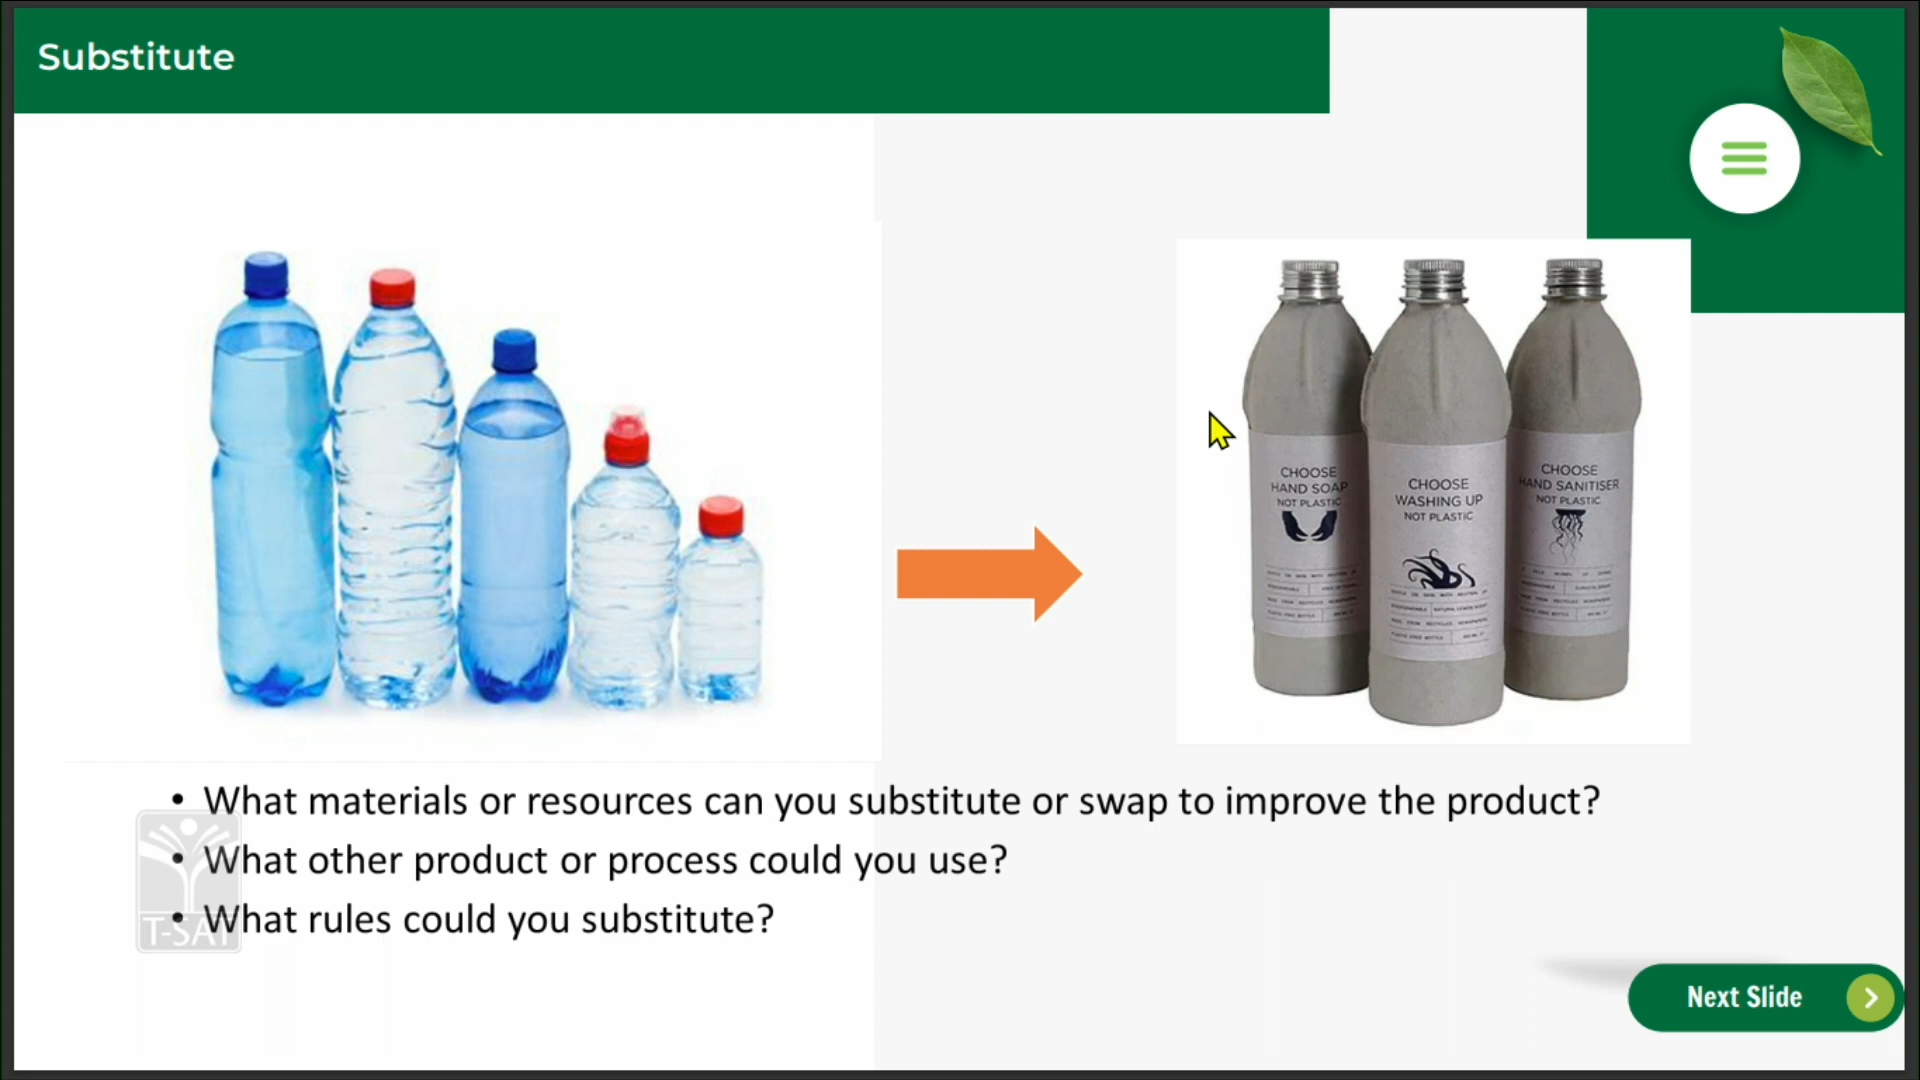 Substitute
CHOOSE
HAND SOAP
NOT PLASTIC
CHOOSE
WASHING UP
NOT PLASTIC
CHOOSE
HAND SANITISER
NOT PLASTIC
• What materials or resources can you substitute or swap to improve the product?
• What other product or process could you use?
• What rules could you substitute?
T-SAT
Next Slide